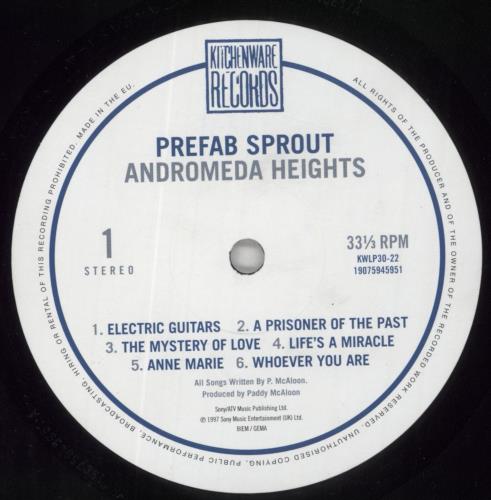 KITCHENWARE
RECORDS
PREFAB SPROUT
ANDROMEDA HEIGHTS
1
STEREO
33⅓ RPM
KWLP30-22
19075945951
1. ELECTRIC GUITARS 2. A PRISONER OF THE PAST
3. THE MYSTERY OF LOVE 4. LIFE'S A MIRACLE
5. ANNE MARIE 6. WHOEVER YOU ARE
All Songs Written By P. McAloon.
Produced by Paddy McAloon
Sony/ATV Music Publishing Ltd.
℗ 1997 Sony Music Entertainment (UK) Ltd.
BIEM / GEMA
ALL RIGHTS OF THE PRODUCER AND OF THE OWNER OF THE RECORDED WORK RESERVED. UNAUTHORISED COPYING, PUBLIC PERFORMANCE, BROADCASTING, HIRING OR RENTAL OF THIS RECORDING PROHIBITED. MADE IN THE EU.